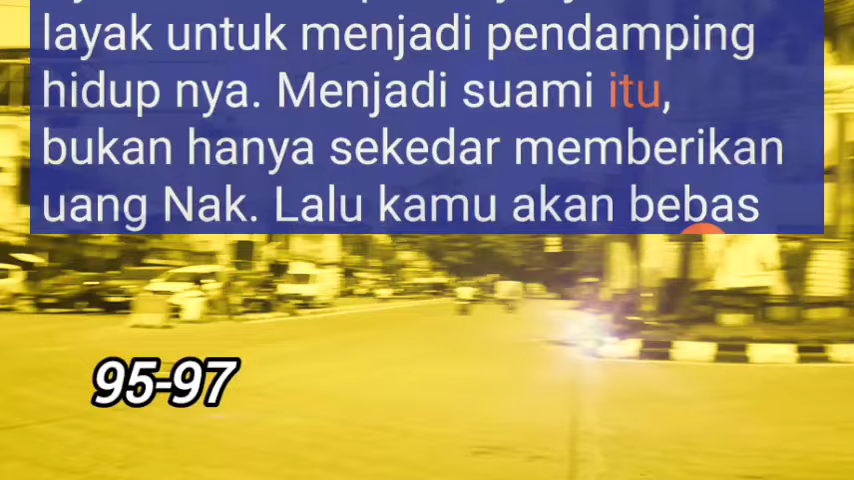 layak untuk menjadi pendamping
hidup nya. Menjadi suami itu,
bukan hanya sekedar memberikan
uang Nak. Lalu kamu akan bebas
95-97